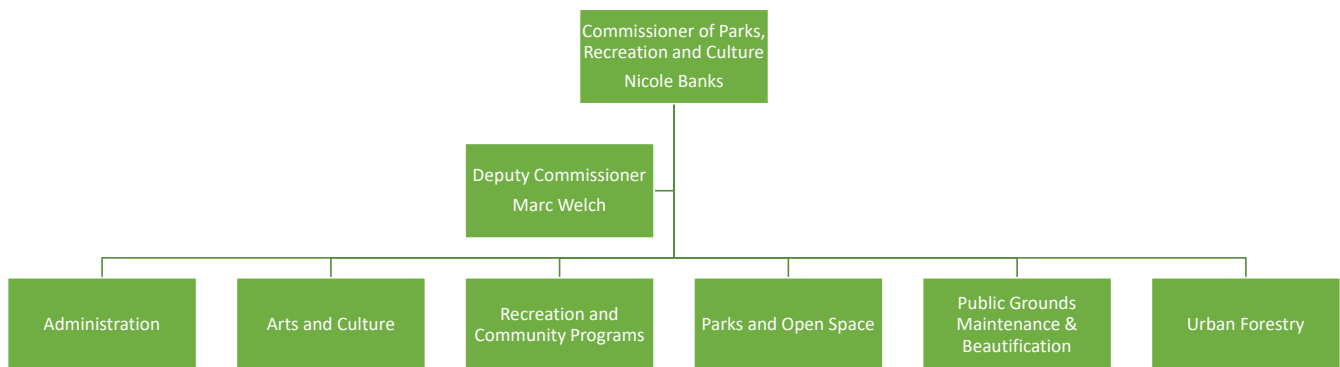 Commissioner of Parks,
Recreation and Culture
Nicole Banks
Deputy Commissioner
Marc Welch
Administration
Arts and Culture
Recreation and
Community Programs
Parks and Open Space
Public Grounds
Maintenance &
Beautification
Urban Forestry